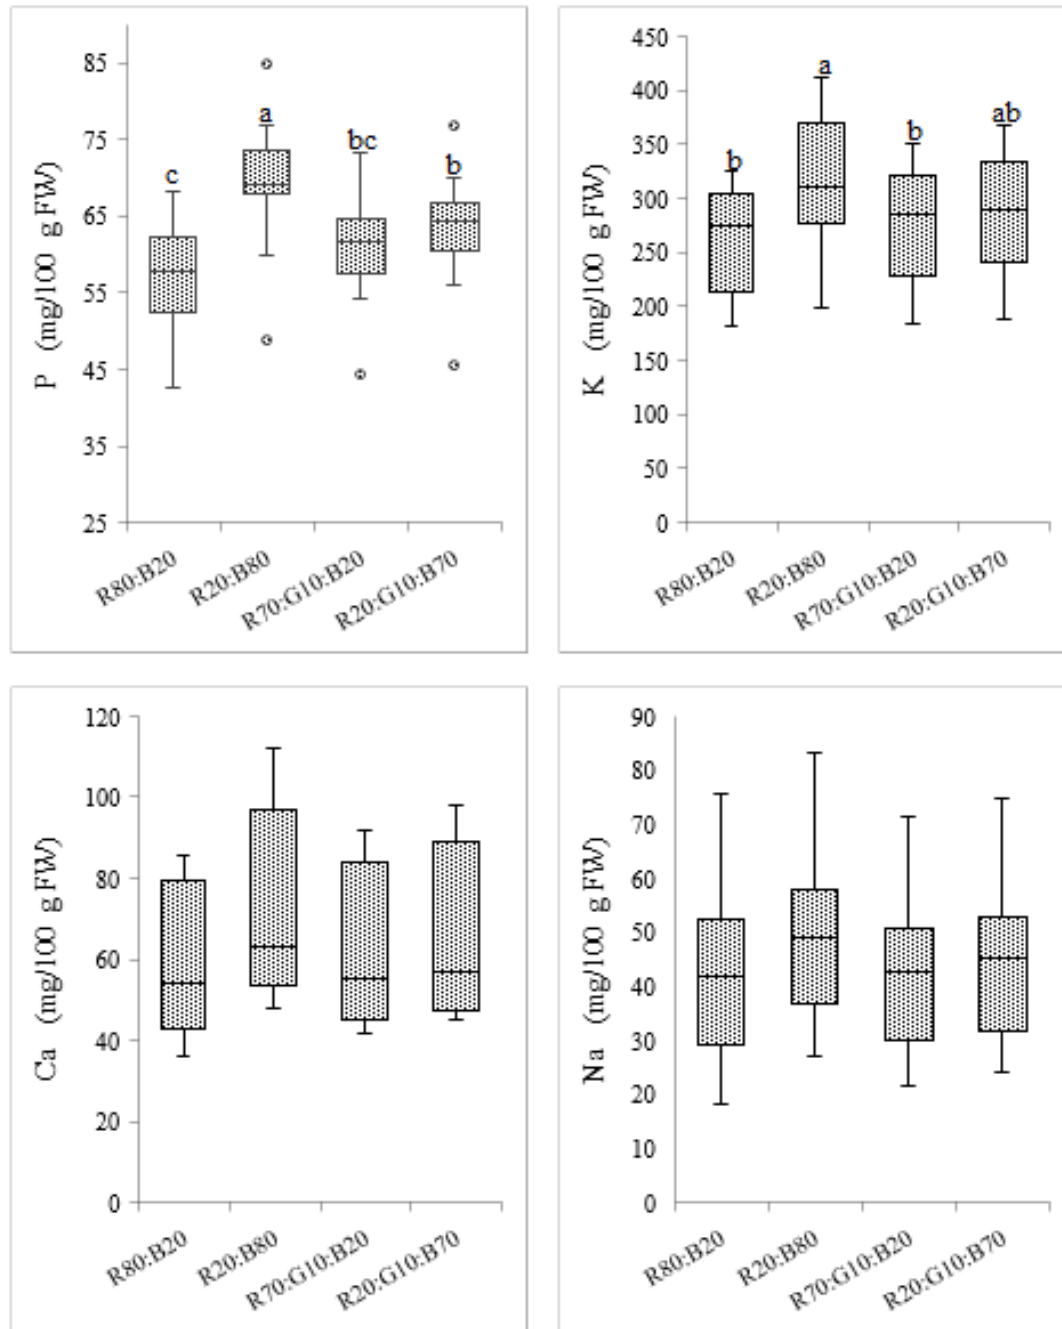 P (mg/100 g FW)
85
75
65
55
45
35
25
c
a
bc
b
R80:B20
R20:B80
R70:G10:B20
R20:G10:B70
K (mg/100 g FW)
450
400
350
300
250
200
150
100
50
0
b
a
b
ab
R80:B20
R20:B80
R70:G10:B20
R20:G10:B70
Ca (mg/100 g FW)
120
100
80
60
40
20
0
R80:B20
R20:B80
R70:G10:B20
R20:G10:B70
Na (mg/100 g FW)
90
80
70
60
50
40
30
20
10
0
R80:B20
R20:B80
R70:G10:B20
R20:G10:B70